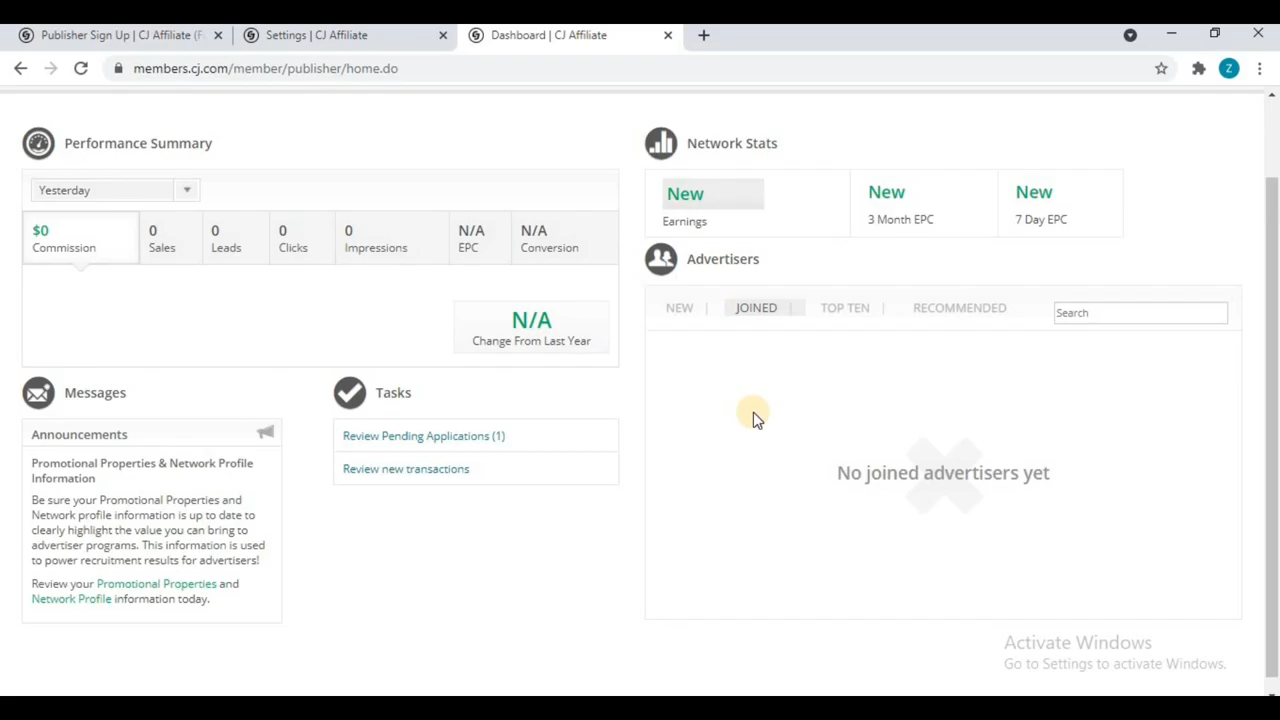 Publisher Sign Up | CJ Affiliate (F
Settings | CJ Affiliate
Dashboard | CJ Affiliate
members.cj.com/member/publisher/home.do
Z
Performance Summary
Yesterday
$0
Commission
0
Sales
0
Leads
0
Clicks
0
Impressions
N/A
EPC
N/A
Conversion
N/A
Change From Last Year
Network Stats
New
Earnings
New
3 Month EPC
New
7 Day EPC
Advertisers
NEW | JOINED | TOP TEN | RECOMMENDED
Search
No joined advertisers yet
Messages
Announcements
Promotional Properties & Network Profile
Information
Be sure your Promotional Properties and
Network profile information is up to date to
clearly highlight the value you can bring to
advertiser programs. This information is used
to power recruitment results for advertisers!
Review your Promotional Properties and
Network Profile information today.
Tasks
Review Pending Applications (1)
Review new transactions
Activate Windows
Go to Settings to activate Windows.